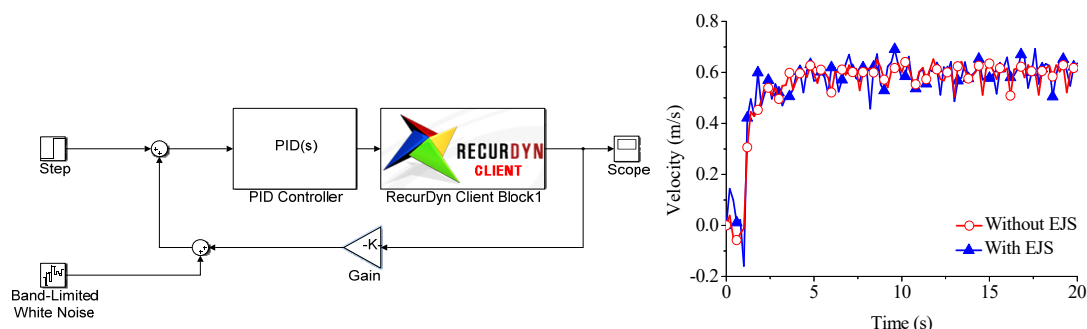 Step
PID(s)
PID Controller
RECURDYN
CLIENT
RecurDyn Client Block1
Scope
-K-
Gain
Band-Limited
White Noise
Velocity (m/s)
0.8
0.6
0.4
0.2
0.0
-0.2
Without EJS
With EJS
0
5
10
15
20
Time (s)